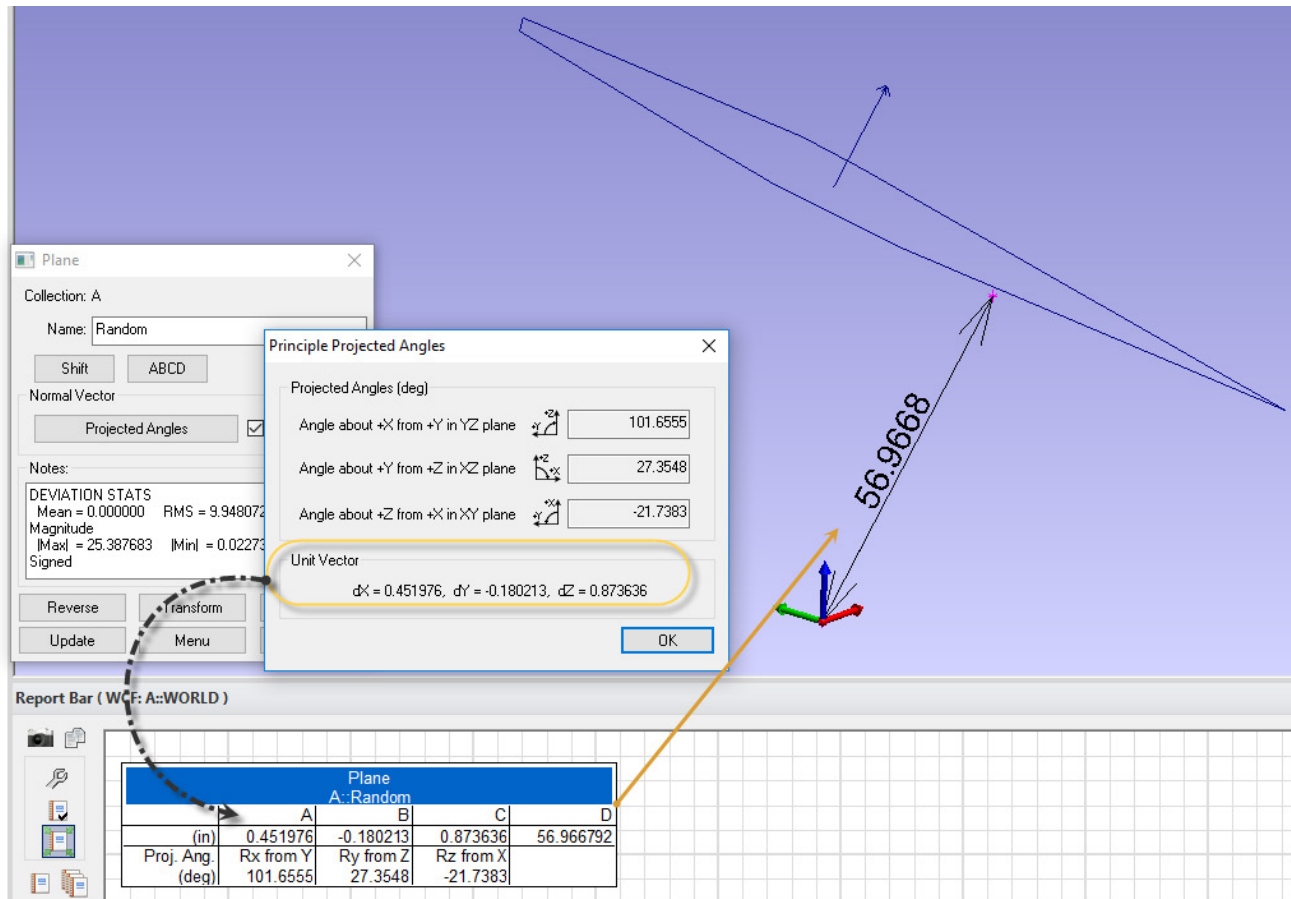 Plane
Collection: A
Name: Random
Shift ABCD
Normal Vector
Projected Angles
Notes:
DEVIATION STATS
Mean = 0.000000 RMS = 9.948072
Magnitude
|Max| = 25.387683 |Min| = 0.02273
Signed
Reverse Transform
Update Menu
Principle Projected Angles
Projected Angles (deg)
Angle about +X from +Y in YZ plane +Z +Y 101.6555
Angle about +Y from +Z in XZ plane +Z +X 27.3548
Angle about +Z from +X in XY plane +X +Y -21.7383
Unit Vector
dX = 0.451976, dY = -0.180213, dZ = 0.873636
OK
56.9668
Report Bar ( WCF: A::WORLD )
Plane
A::Random
A B C D
(in) 0.451976 -0.180213 0.873636 56.966792
Proj. Ang. Rx from Y Ry from Z Rz from X
(deg) 101.6555 27.3548 -21.7383